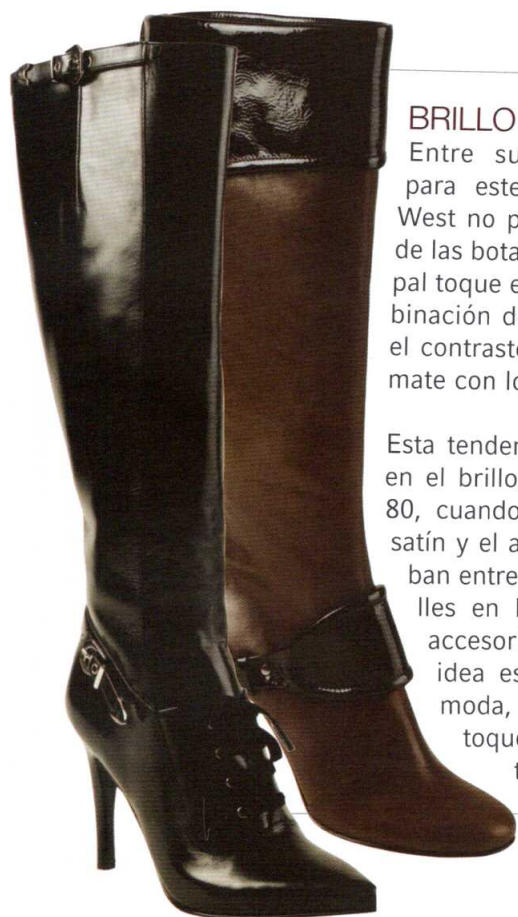 BRILLO
Entre su
para este
West no p
de las bota
pal toque e
binación d
el contraste
mate con lo
Esta tenden
en el brillo
80, cuando
satín y el a
ban entre
lles en l
accesor
idea es
moda,
toque
t